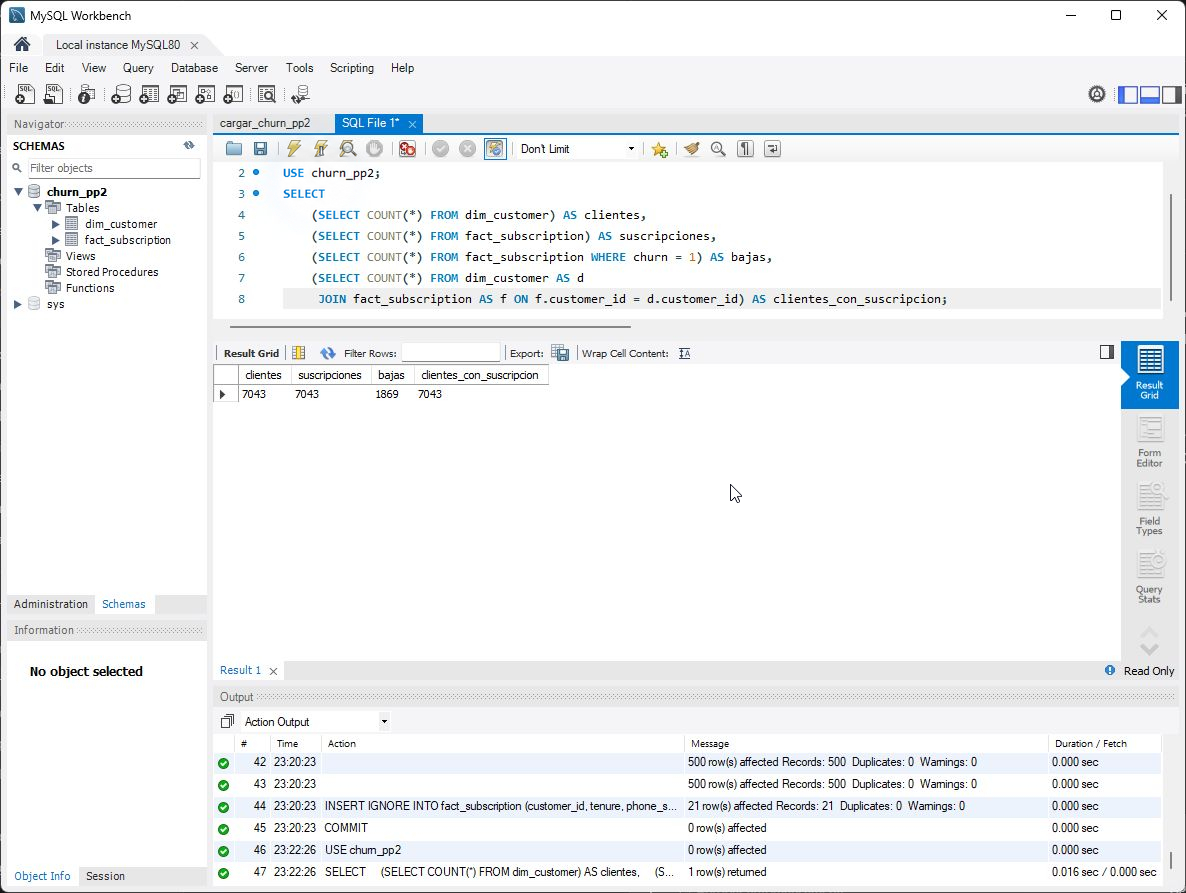 MySQL Workbench
Local instance MySQL80
File Edit View Query Database Server Tools Scripting Help
Navigator
SCHEMAS
Filter objects
churn_pp2
Tables
dim_customer
fact_subscription
Views
Stored Procedures
Functions
sys
Administration Schemas
Information
No object selected
Object Info Session
cargar_churn_pp2 SQL File 1*
Don't Limit
2 USE churn_pp2;
3 SELECT
4 (SELECT COUNT(*) FROM dim_customer) AS clientes,
5 (SELECT COUNT(*) FROM fact_subscription) AS suscripciones,
6 (SELECT COUNT(*) FROM fact_subscription WHERE churn = 1) AS bajas,
7 (SELECT COUNT(*) FROM dim_customer AS d
8 JOIN fact_subscription AS f ON f.customer_id = d.customer_id) AS clientes_con_suscripcion;
Result Grid Filter Rows: Export: Wrap Cell Content:
clientes suscripciones bajas clientes_con_suscripcion
7043 7043 1869 7043
Result
Grid
Form
Editor
Field
Types
Query
Stats
Result 1
Read Only
Output
Action Output
# Time Action Message Duration / Fetch
42 23:20:23 500 row(s) affected Records: 500 Duplicates: 0 Warnings: 0 0.000 sec
43 23:20:23 500 row(s) affected Records: 500 Duplicates: 0 Warnings: 0 0.000 sec
44 23:20:23 INSERT IGNORE INTO fact_subscription (customer_id, tenure, phone_s... 21 row(s) affected Records: 21 Duplicates: 0 Warnings: 0 0.000 sec
45 23:20:23 COMMIT 0 row(s) affected 0.000 sec
46 23:22:26 USE churn_pp2 0 row(s) affected 0.000 sec
47 23:22:26 SELECT (SELECT COUNT(*) FROM dim_customer) AS clientes, (S... 1 row(s) returned 0.016 sec / 0.000 sec